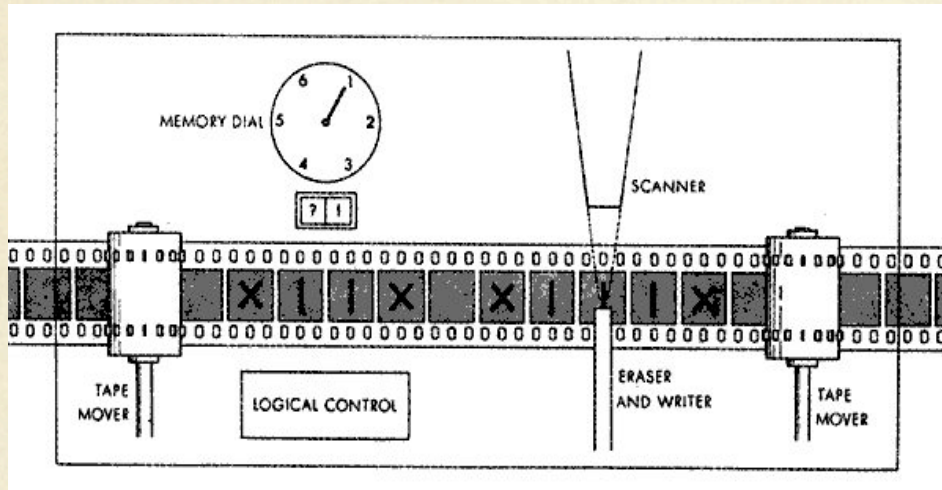 6 1
MEMORY DIAL 5 2
4 3
? !
SCANNER
X 1 1 X X 1 1 1 X
TAPE
MOVER
LOGICAL CONTROL
ERASER
AND WRITER
TAPE
MOVER